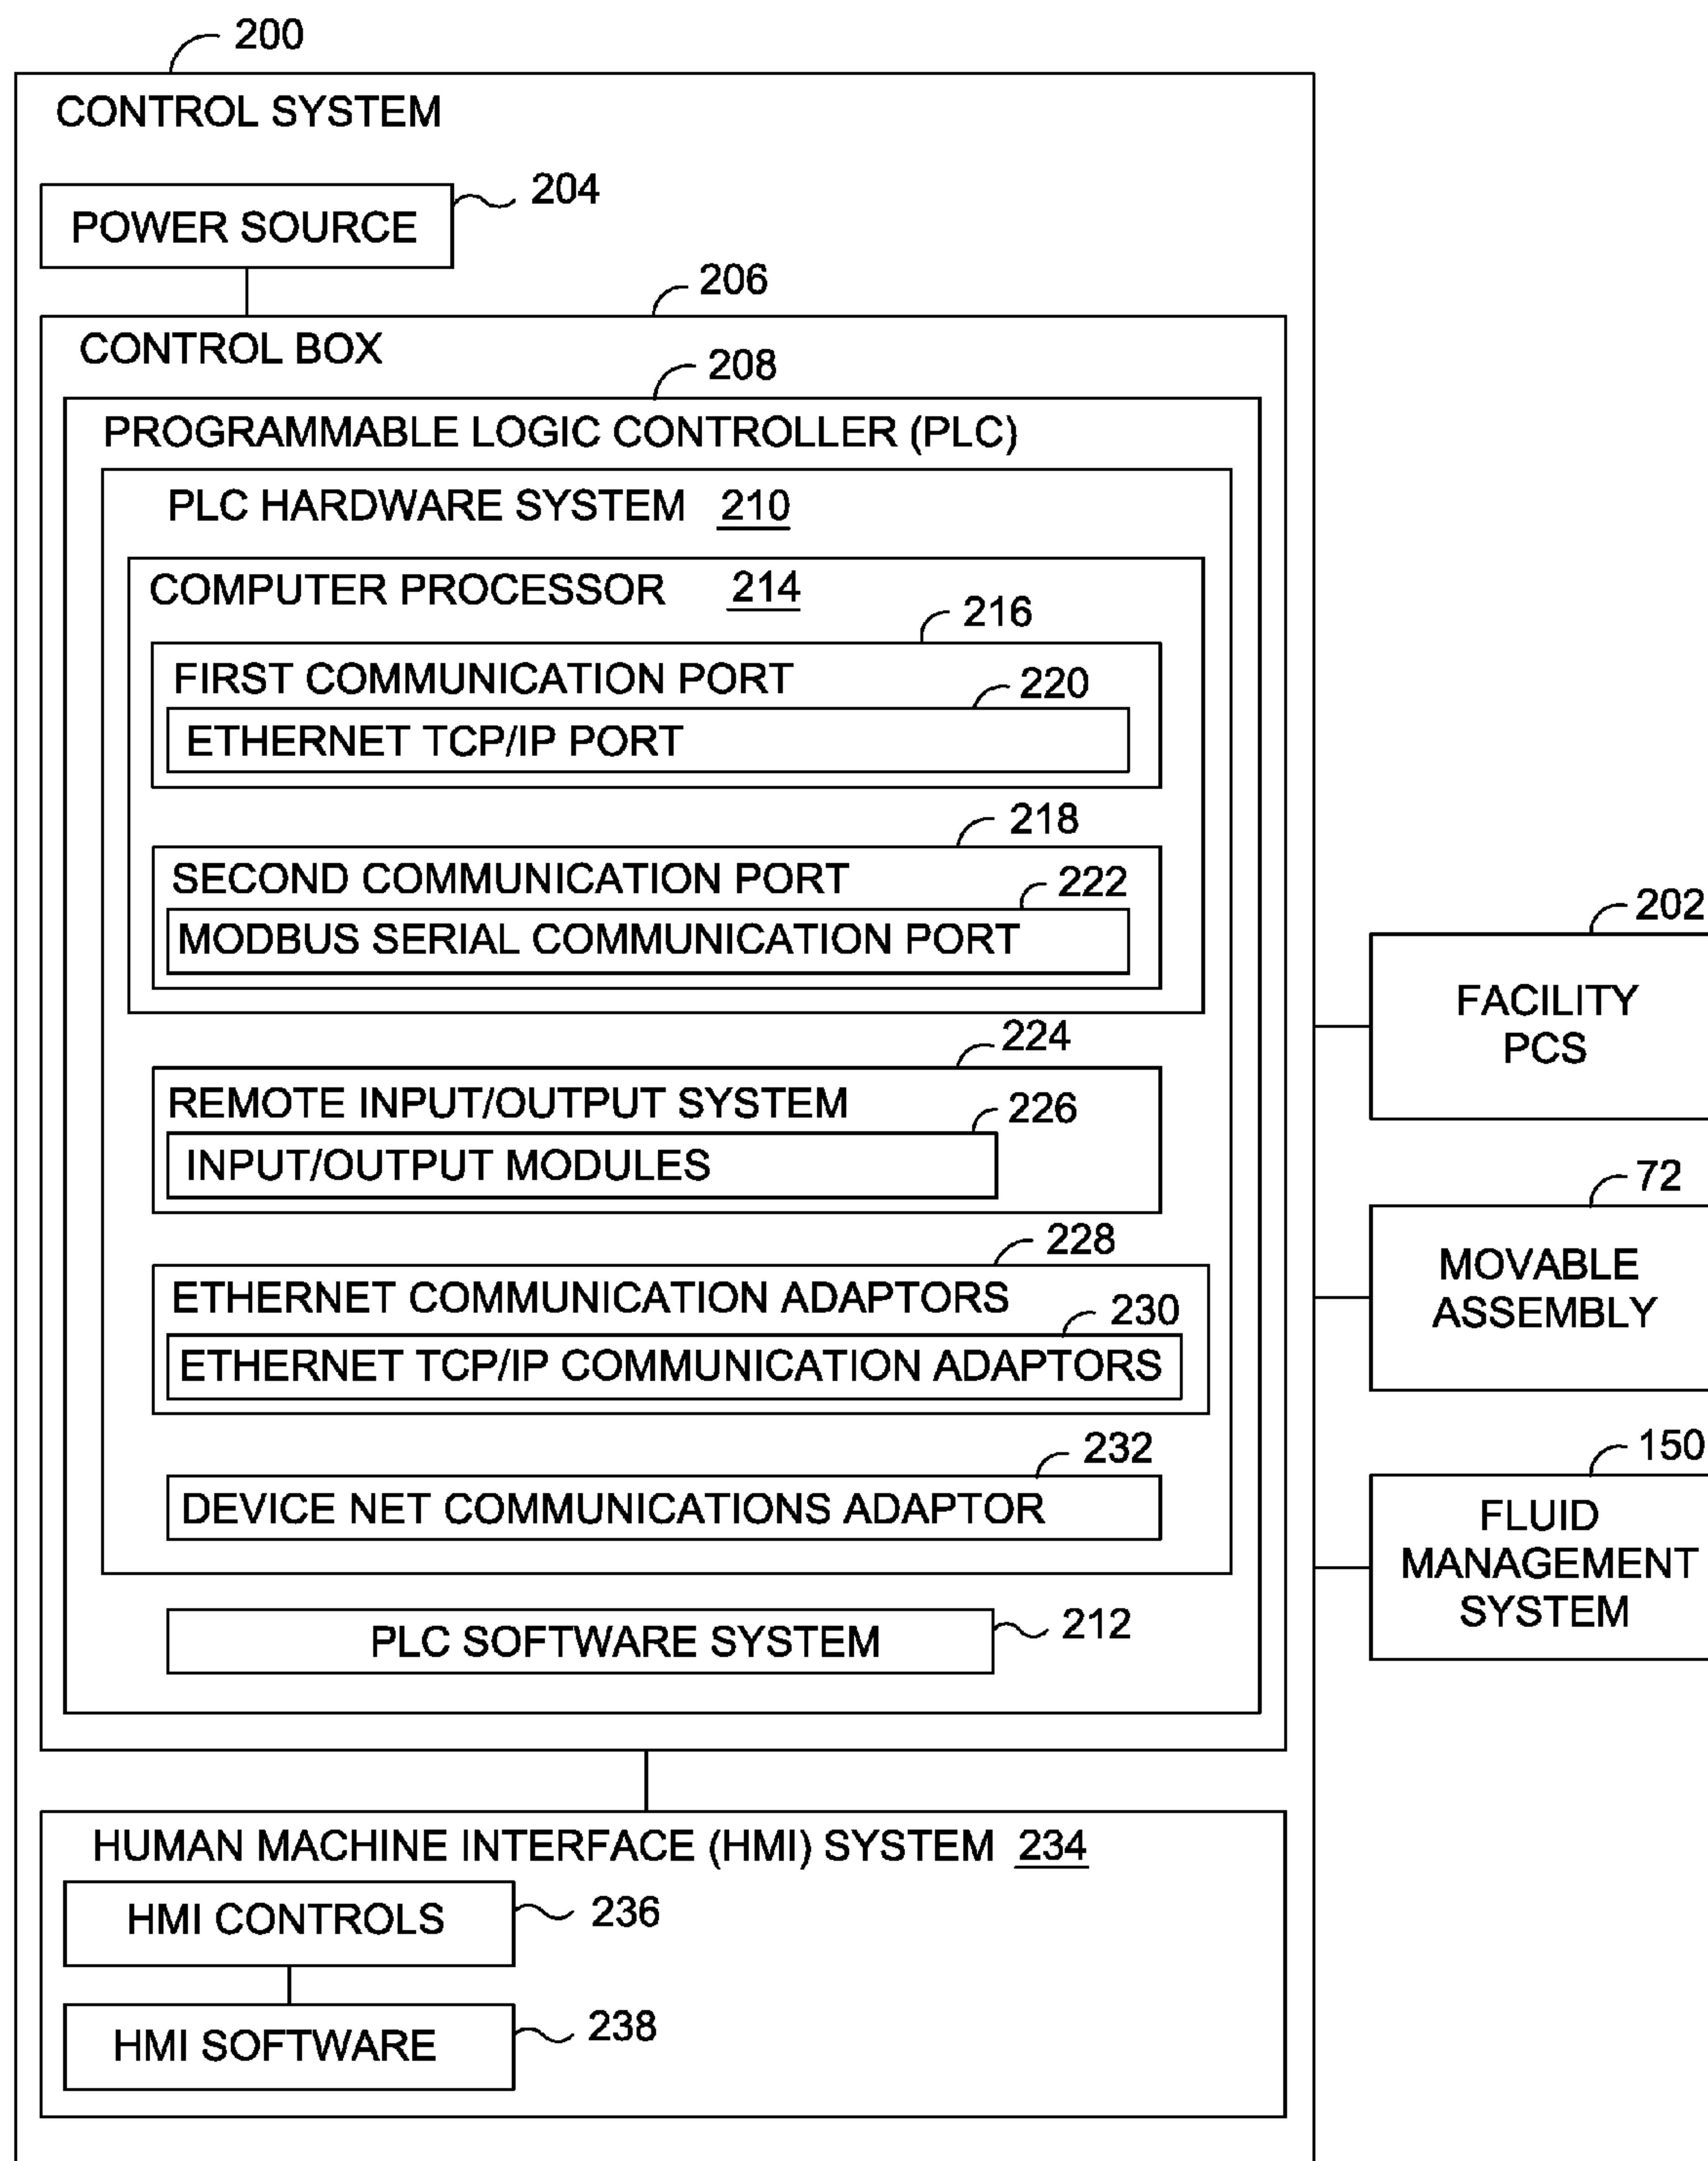 200
CONTROL SYSTEM
204
POWER SOURCE
206
CONTROL BOX
208
PROGRAMMABLE LOGIC CONTROLLER (PLC)
PLC HARDWARE SYSTEM 210
COMPUTER PROCESSOR 214
216
FIRST COMMUNICATION PORT
220
ETHERNET TCP/IP PORT
218
SECOND COMMUNICATION PORT
222
MODBUS SERIAL COMMUNICATION PORT
224
REMOTE INPUT/OUTPUT SYSTEM
226
INPUT/OUTPUT MODULES
228
ETHERNET COMMUNICATION ADAPTORS
230
ETHERNET TCP/IP COMMUNICATION ADAPTORS
232
DEVICE NET COMMUNICATIONS ADAPTOR
PLC SOFTWARE SYSTEM
212
HUMAN MACHINE INTERFACE (HMI) SYSTEM 234
HMI CONTROLS
236
HMI SOFTWARE
238
202
FACILITY
PCS
72
MOVABLE
ASSEMBLY
150
FLUID
MANAGEMENT
SYSTEM